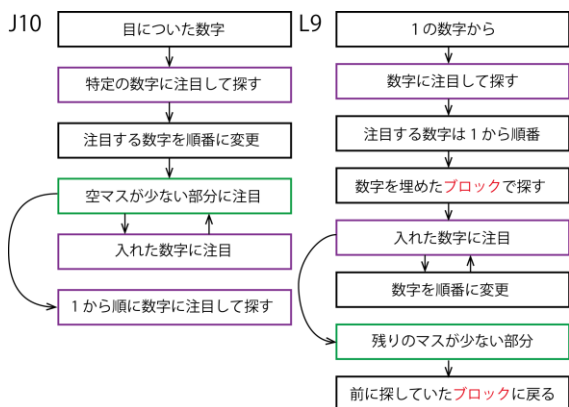 J10
目についた数字
特定の数字に注目して探す
注目する数字を順番に変更
空マスが少ない部分に注目
入れた数字に注目
1から順に数字に注目して探す
L9
1の数字から
数字に注目して探す
注目する数字は1から順番
数字を埋めたブロックで探す
入れた数字に注目
数字を順番に変更
残りのマスが少ない部分
前に探していたブロックに戻る